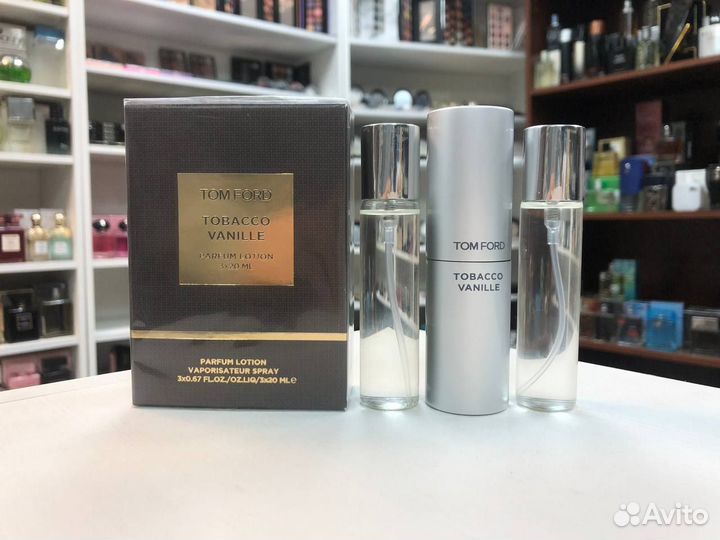 TOM FORD
TOBACCO
VANILLE
PARFUM LOTION
3x20 ML
PARFUM LOTION
VAPORISATEUR SPRAY
3x0.67 FL.OZ./OZ.LIQ/3x20 ML e
TOM FORD
TOBACCO
VANILLE
Avito